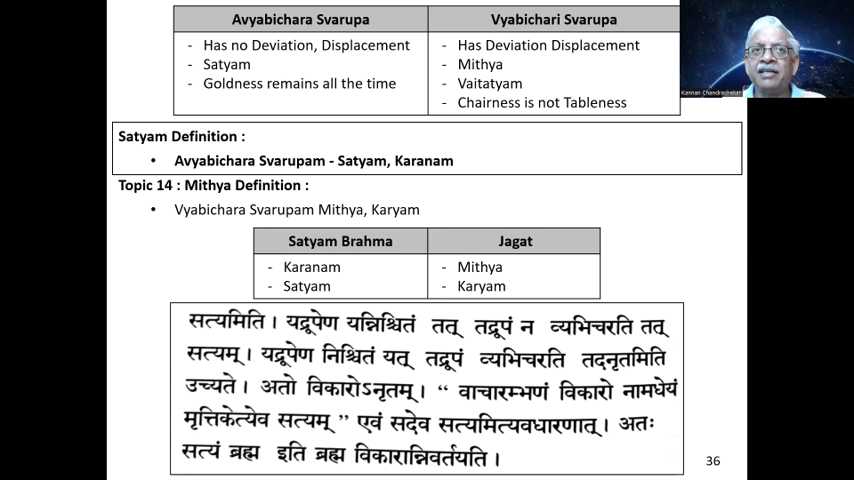 Avyabichara Svarupa
Vyabichari Svarupa
- Has no Deviation, Displacement
- Satyam
- Goldness remains all the time
- Has Deviation Displacement
- Mithya
- Vaitatyam
- Chairness is not Tableness
Kannan Chandrasekar
Satyam Definition :
• Avyabichara Svarupam - Satyam, Karanam
Topic 14 : Mithya Definition :
• Vyabichara Svarupam Mithya, Karyam
Satyam Brahma
Jagat
- Karanam
- Satyam
- Mithya
- Karyam
सत्यमिति। यद्रूपेण यन्निश्चितं तत् तद्रूपं न व्यभिचरति तत्
सत्यम्। यद्रूपेण निश्चितं यत् तद्रूपं व्यभिचरति तदनृतमिति
उच्यते। अतो विकारोऽनृतम्। “ वाचारम्भणं विकारो नामधेयं
मृत्तिकेत्येव सत्यम् ” एवं सदेव सत्यमित्यवधारणात्। अतः
सत्यं ब्रह्म इति ब्रह्म विकारान्निवर्तयति।
36